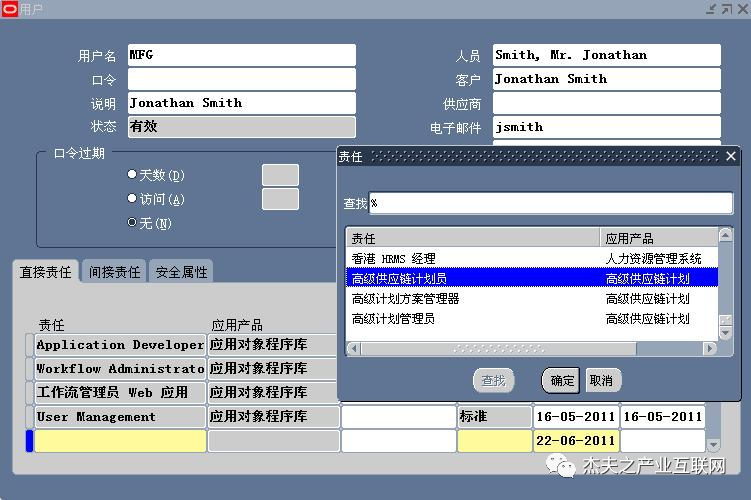 用户
用户名 MFG 人员 Smith, Mr. Jonathan
口令 客户 Jonathan Smith
说明 Jonathan Smith 供应商
状态 有效 电子邮件 jsmith
口令过期
天数(D)
访问(A)
无(N)
责任
查找 %
责任 应用产品
香港 HRMS 经理 人力资源管理系统
高级供应链计划员 高级供应链计划
高级计划方案管理器 高级供应链计划
高级计划管理员 高级供应链计划
查找 确定 取消
直接责任 间接责任 安全属性
责任 应用产品
Application Developer 应用对象程序库
Workflow Administrato 应用对象程序库
工作流管理员 Web 应用 应用对象程序库
User Management 应用对象程序库 标准 16-05-2011 16-05-2011
22-06-2011
杰夫之产业互联网